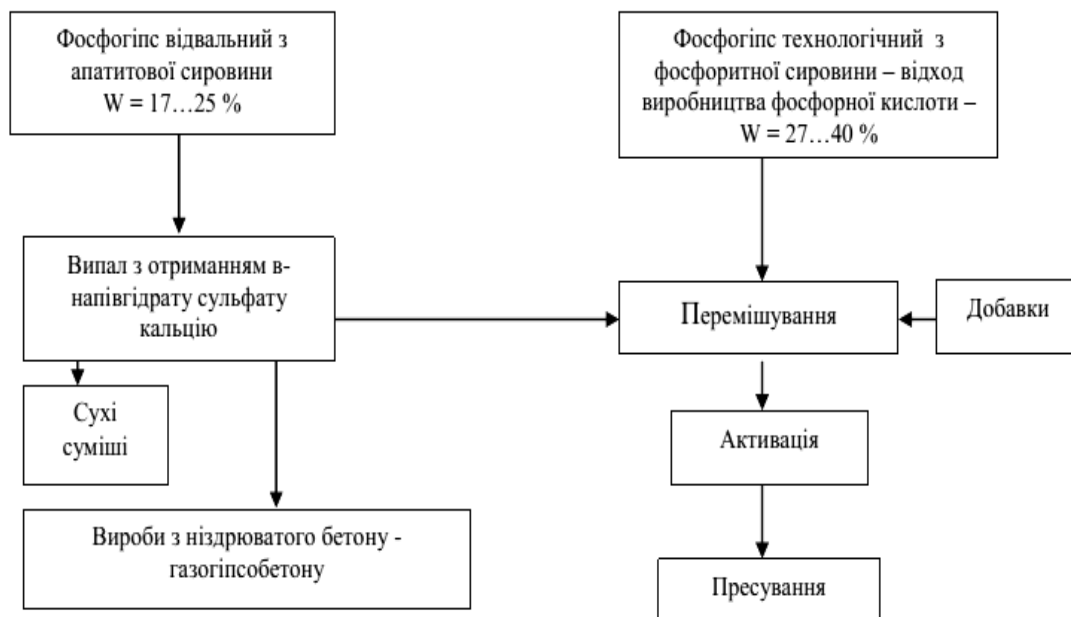 Фосфогіпс відвальний з
апатитової сировини
W = 17…25 %
Фосфогіпс технологічний з
фосфоритної сировини – відход
виробництва фосфорної кислоти –
W = 27…40 %
Випал з отриманням в-
напівгідрату сульфату
кальцію
Перемішування
Добавки
Сухі
суміші
Активація
Вироби з ніздрюватого бетону -
газогіпсобетону
Пресування